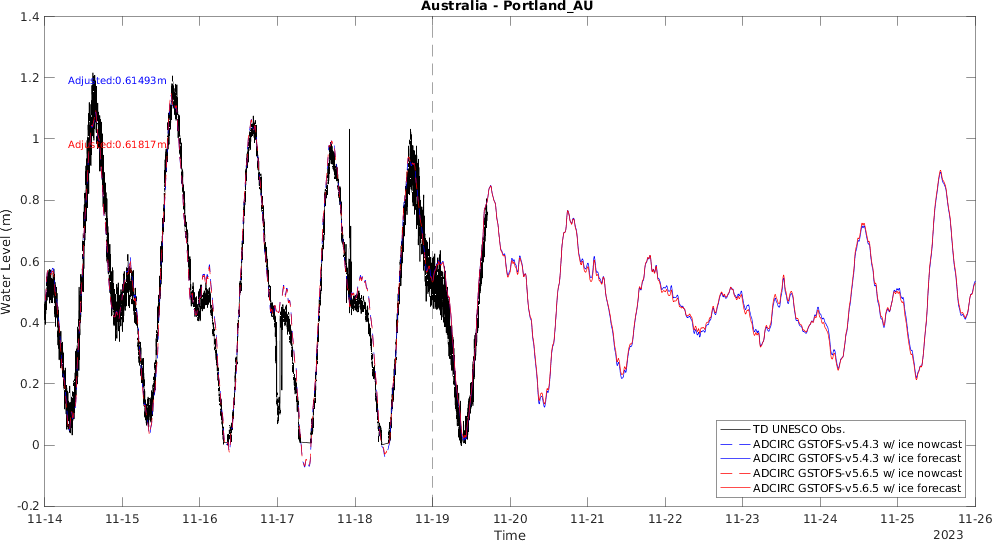 Australia - Portland_AU
1.4
1.2
1
0.8
0.6
0.4
0.2
0
-0.2
Water Level (m)
Adjusted:0.61493m
Adjusted:0.61817m
TD UNESCO Obs.
ADCIRC GSTOFS-v5.4.3 w/ ice nowcast
ADCIRC GSTOFS-v5.4.3 w/ ice forecast
ADCIRC GSTOFS-v5.6.5 w/ ice nowcast
ADCIRC GSTOFS-v5.6.5 w/ ice forecast
11-14 11-15 11-16 11-17 11-18 11-19 11-20 11-21 11-22 11-23 11-24 11-25 11-26
Time
2023